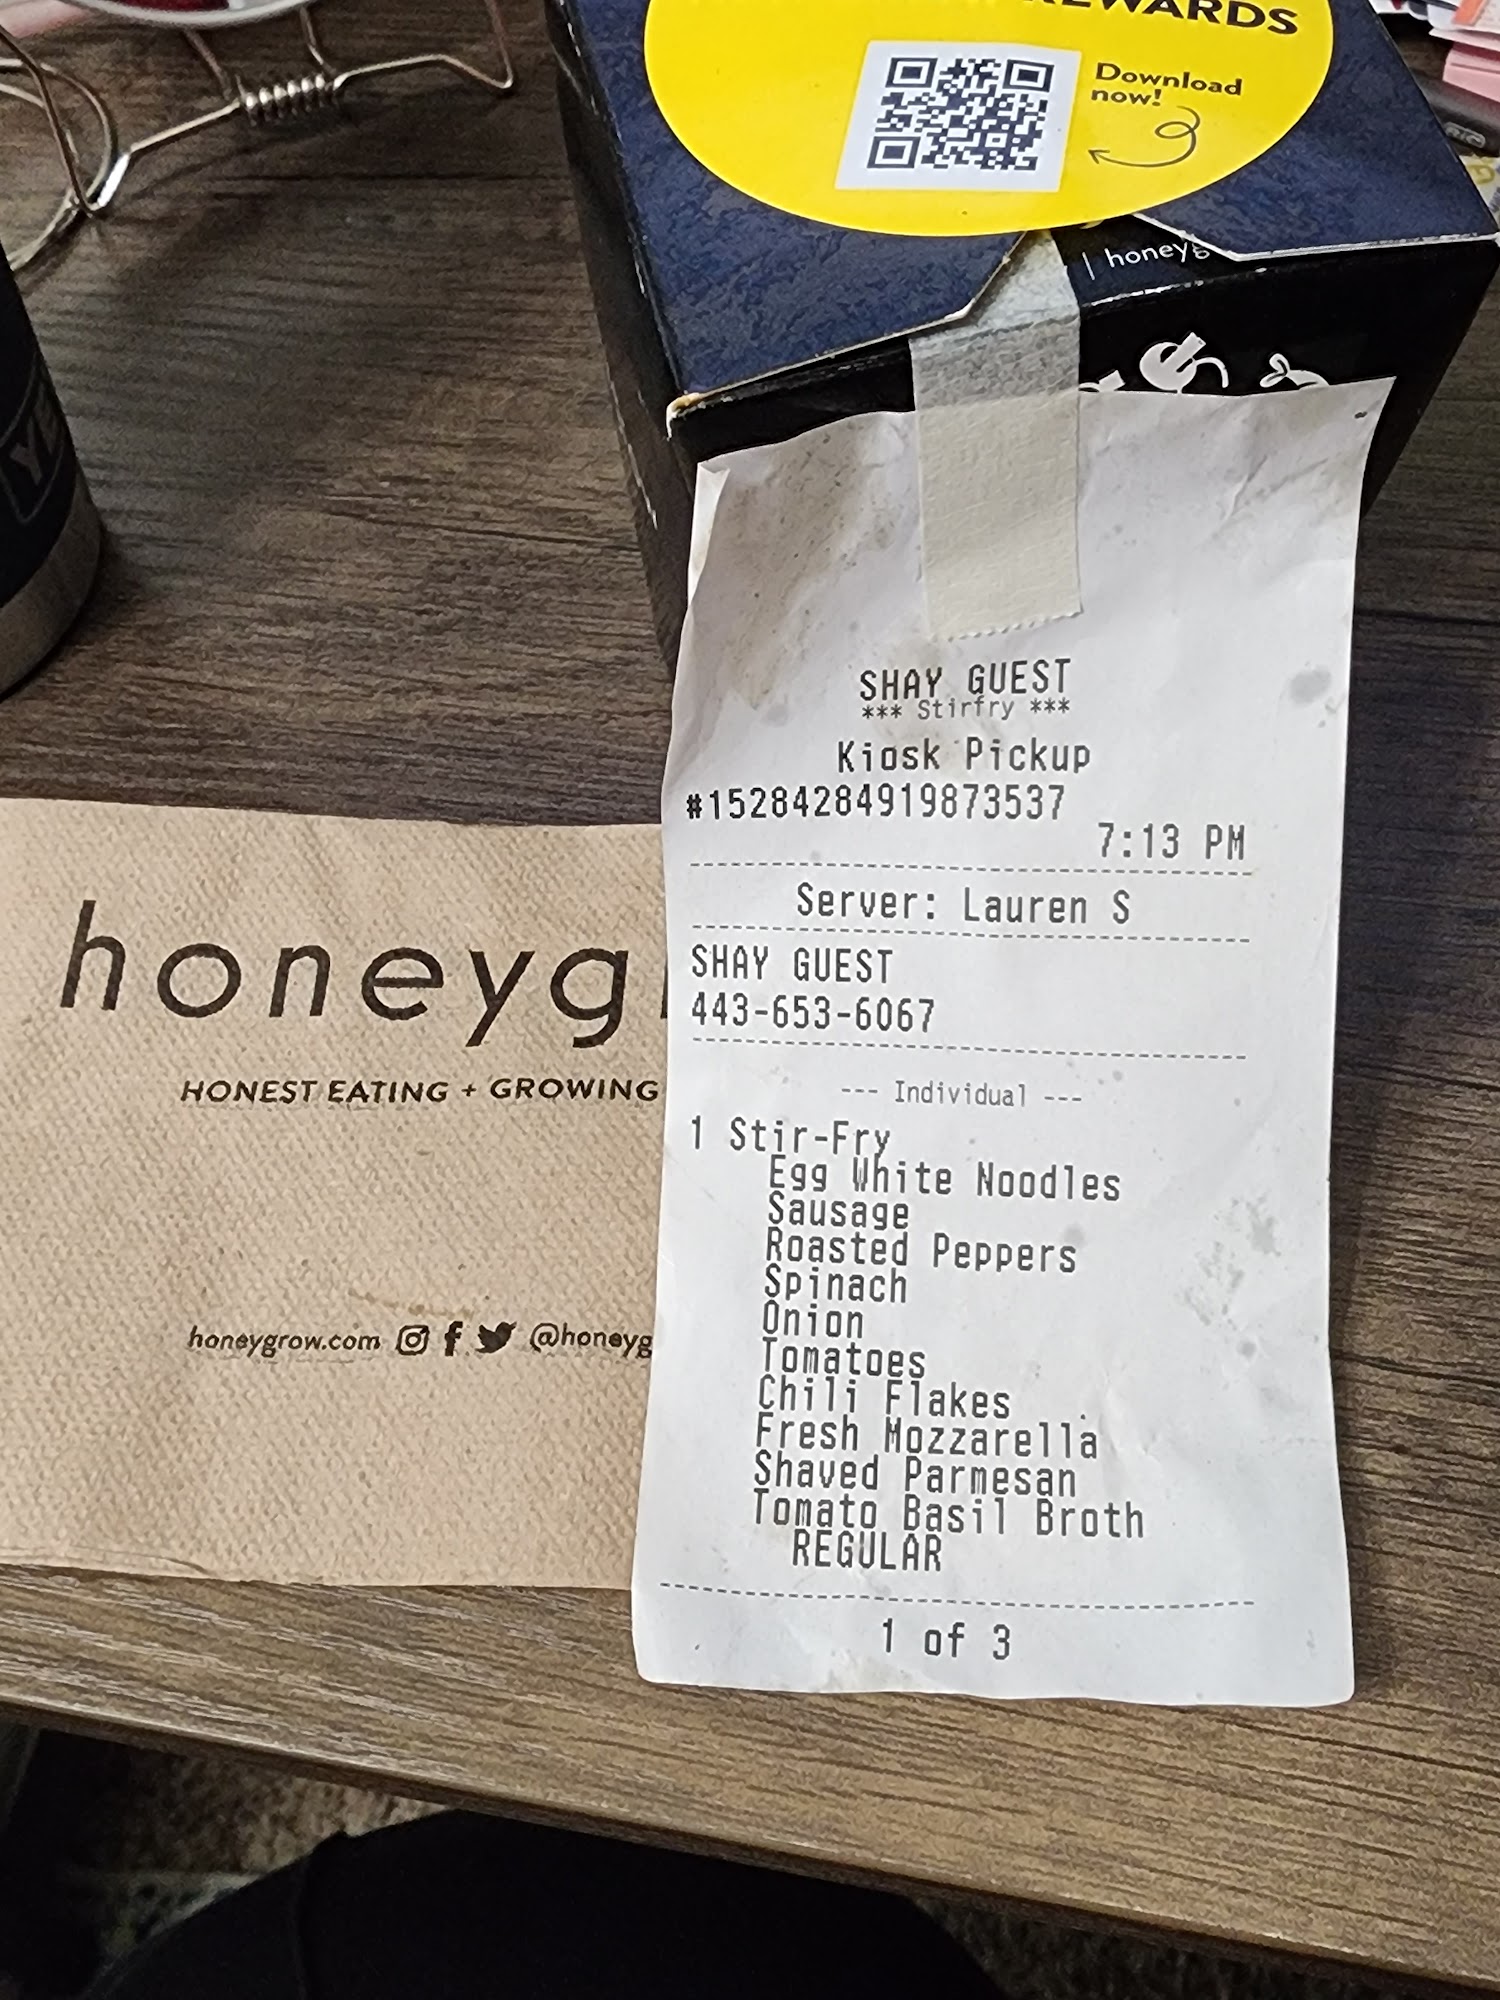 REWARDS
Download
now!
| honeyg
SHAY GUEST
*** Stirfry ***
Kiosk Pickup
#15284284919873537
7:13 PM
Server: Lauren S
SHAY GUEST
443-653-6067
--- Individual ---
1 Stir-Fry
Egg White Noodles
Sausage
Roasted Peppers
Spinach
Onion
Tomatoes
Chili Flakes
Fresh Mozzarella
Shaved Parmesan
Tomato Basil Broth
REGULAR
1 of 3
honeyg
HONEST EATING + GROWING
honeygrow.com @honeyg